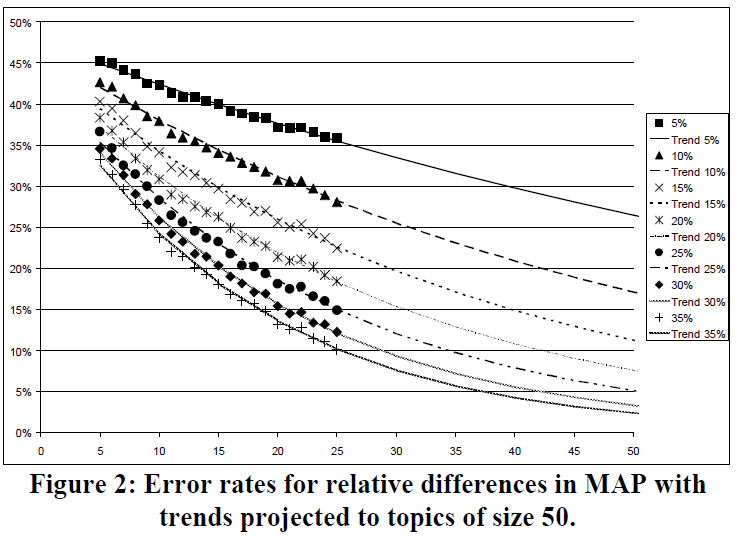 50%
45%
40%
35%
30%
25%
20%
15%
10%
5%
0%
0 5 10 15 20 25 30 35 40 45 50
5%
Trend 5%
10%
Trend 10%
15%
Trend 15%
20%
Trend 20%
25%
Trend 25%
30%
Trend 30%
35%
Trend 35%
Figure 2: Error rates for relative differences in MAP with
trends projected to topics of size 50.